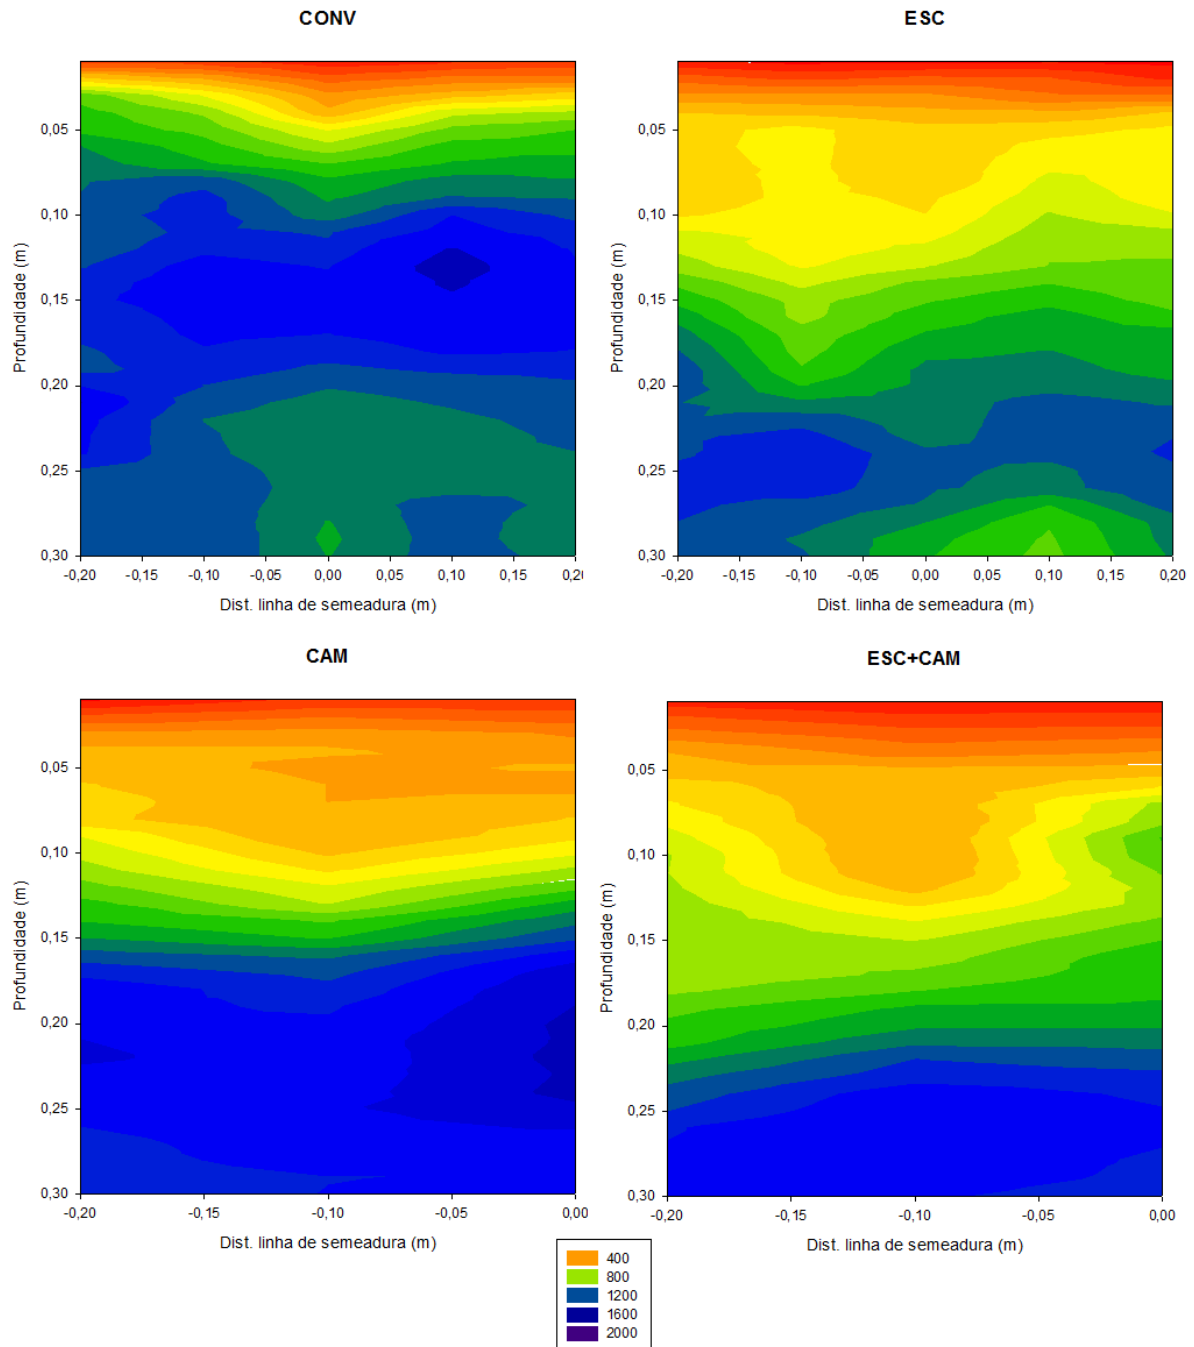 CONV
Profundidade (m)
0,05
0,10
0,15
0,20
0,25
0,30
-0,20 -0,15 -0,10 -0,05 0,00 0,05 0,10 0,15 0,20
Dist. linha de semeadura (m)
ESC
Profundidade (m)
0,05
0,10
0,15
0,20
0,25
0,30
-0,20 -0,15 -0,10 -0,05 0,00 0,05 0,10 0,15 0,20
Dist. linha de semeadura (m)
CAM
Profundidade (m)
0,05
0,10
0,15
0,20
0,25
0,30
-0,20 -0,15 -0,10 -0,05 0,00
Dist. linha de semeadura (m)
ESC+CAM
Profundidade (m)
0,05
0,10
0,15
0,20
0,25
0,30
-0,20 -0,15 -0,10 -0,05 0,00
Dist. linha de semeadura (m)
400
800
1200
1600
2000